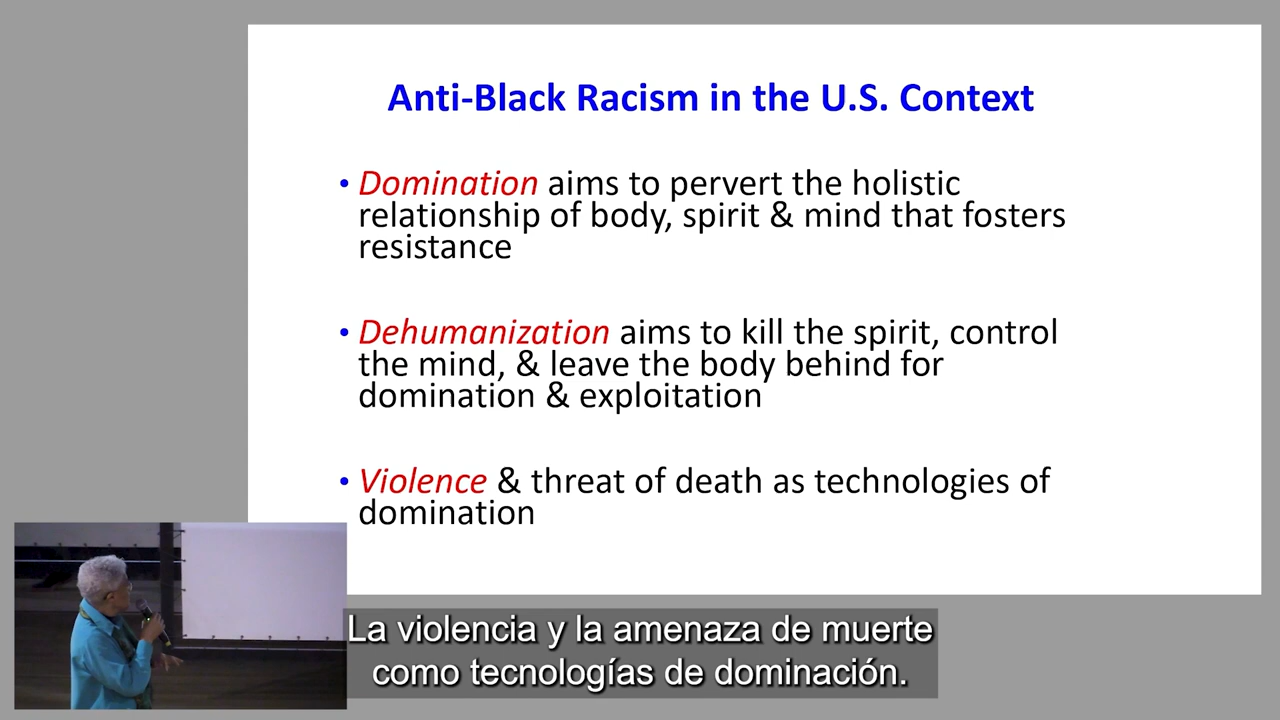 Anti-Black Racism in the U.S. Context
• Domination aims to pervert the holistic
relationship of body, spirit & mind that fosters
resistance
• Dehumanization aims to kill the spirit, control
the mind, & leave the body behind for
domination & exploitation
• Violence & threat of death as technologies of
domination
La violencia y la amenaza de muerte
como tecnologías de dominación.